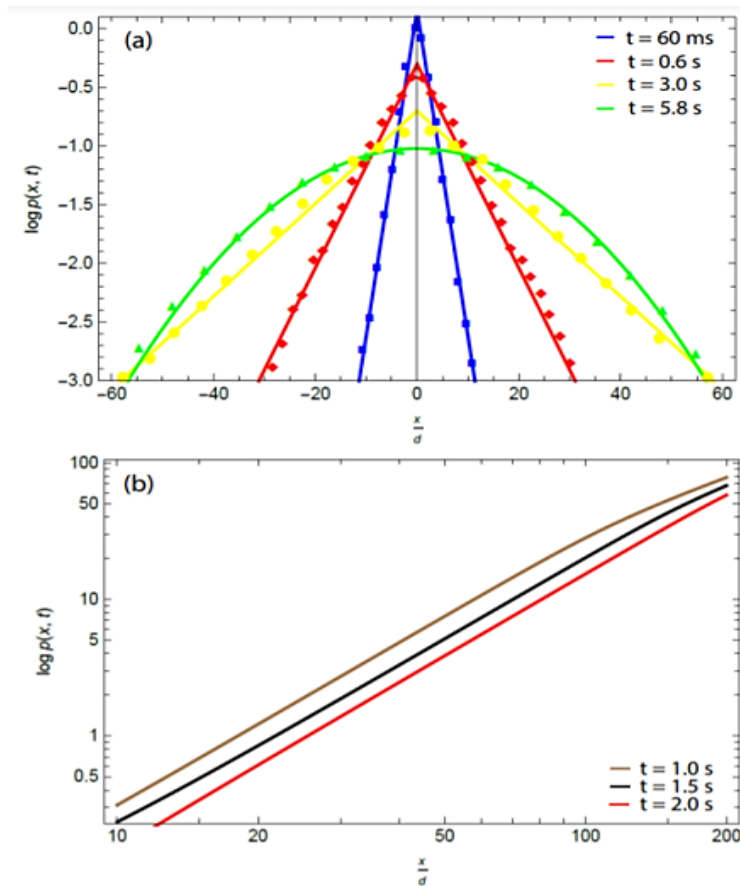 (a)
t = 60 ms
t = 0.6 s
t = 3.0 s
t = 5.8 s
log p(x, t)
0.0
−0.5
−1.0
−1.5
−2.0
−2.5
−3.0
−60 −40 −20 0 20 40 60
x
d
(b)
log p(x, t)
100
50
10
5
1
0.5
t = 1.0 s
t = 1.5 s
t = 2.0 s
10 20 50 100 200
x
d